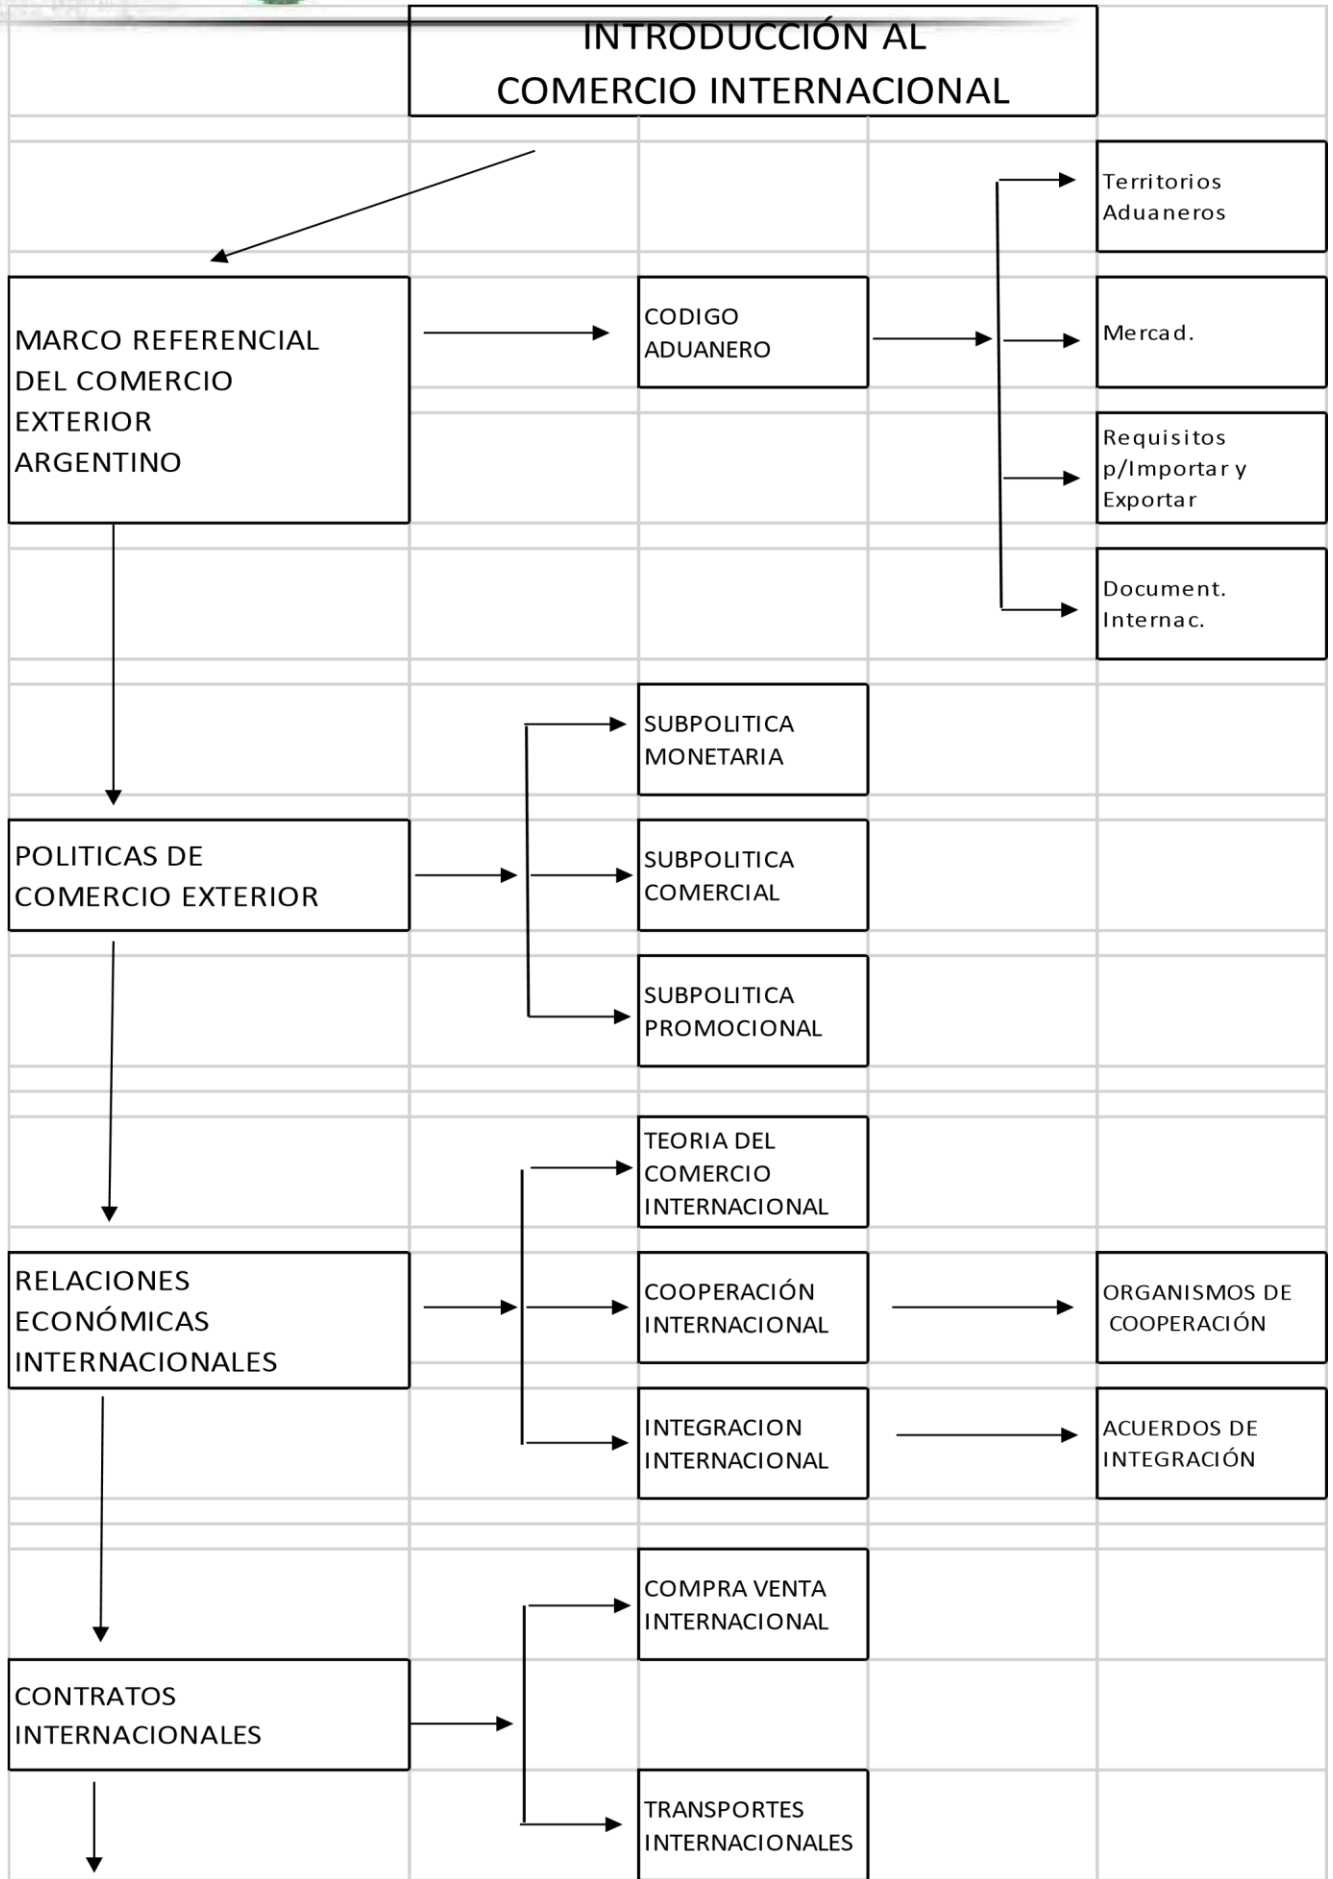 INTRODUCCIÓN AL
COMERCIO INTERNACIONAL
Territorios
Aduaneros
MARCO REFERENCIAL
DEL COMERCIO
EXTERIOR
ARGENTINO
CODIGO
ADUANERO
Mercad.
Requisitos
p/Importar y
Exportar
Document.
Internac.
POLITICAS DE
COMERCIO EXTERIOR
SUBPOLITICA
MONETARIA
SUBPOLITICA
COMERCIAL
SUBPOLITICA
PROMOCIONAL
RELACIONES
ECONÓMICAS
INTERNACIONALES
TEORIA DEL
COMERCIO
INTERNACIONAL
COOPERACIÓN
INTERNACIONAL
ORGANISMOS DE
COOPERACIÓN
INTEGRACION
INTERNACIONAL
ACUERDOS DE
INTEGRACIÓN
CONTRATOS
INTERNACIONALES
COMPRA VENTA
INTERNACIONAL
TRANSPORTES
INTERNACIONALES